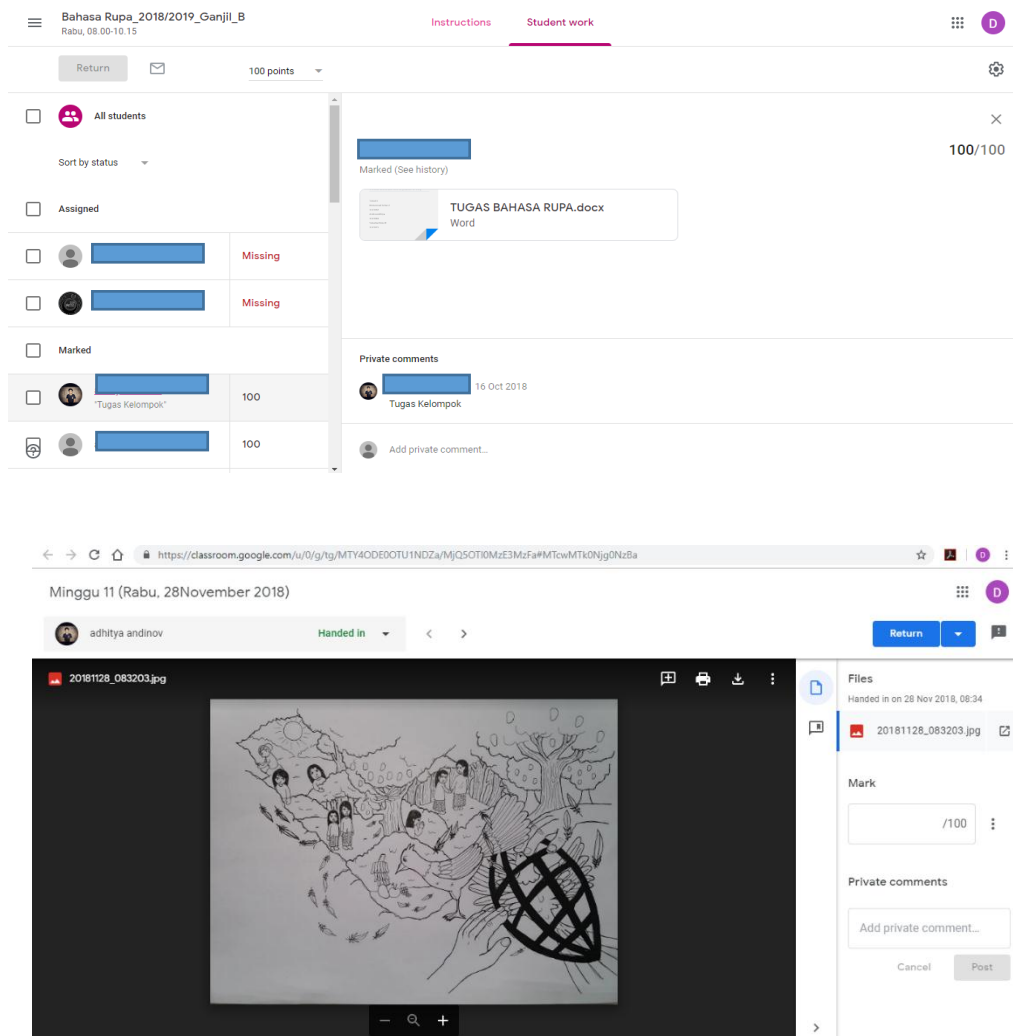 Bahasa Rupa_2018/2019_Ganjil_B
Rabu, 08.00-10.15
Instructions
Student work
D
Return
100 points
All students
Sort by status
Assigned
Missing
Missing
Marked
"Tugas Kelompok"
100
100
100/100
Marked (See history)
TUGAS BAHASA RUPA.docx
Word
Private comments
16 Oct 2018
Tugas Kelompok
Add private comment...
https://classroom.google.com/u/0/g/tg/
D
Minggu 11 (Rabu, 28November 2018)
D
adhitya andinov
Handed in
Return
20181128_083203.jpg
Files
Handed in on 28 Nov 2018, 08:34
20181128_083203.jpg
Mark
/100
Private comments
Add private comment...
Cancel
Post